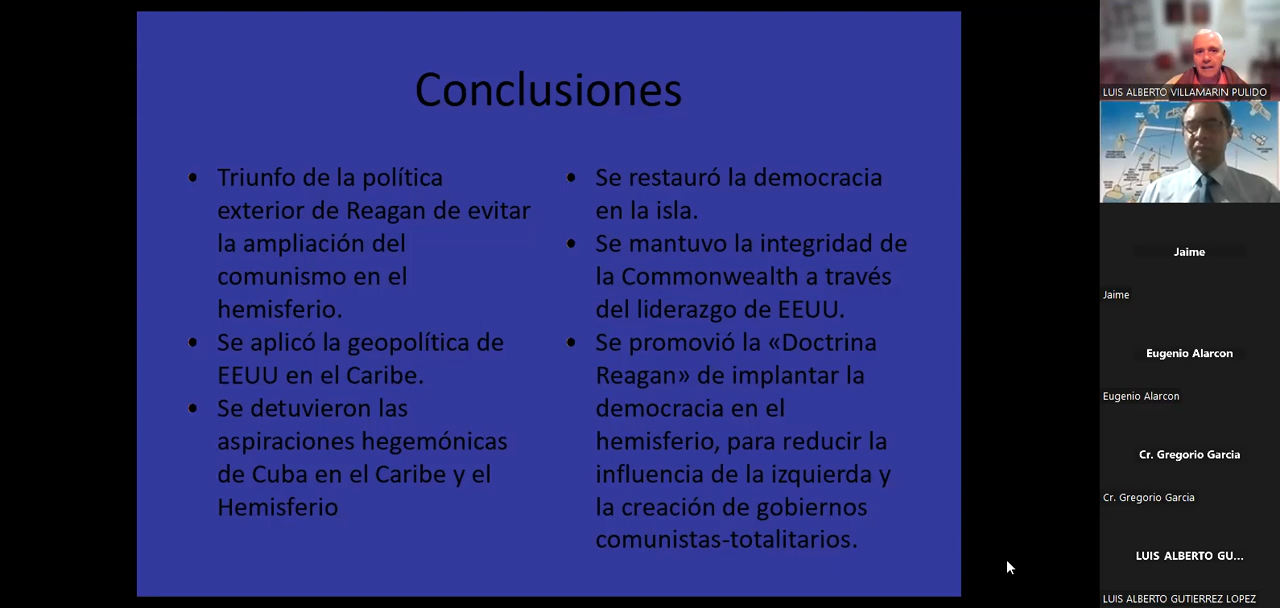 Conclusiones
• Triunfo de la política
exterior de Reagan de evitar
la ampliación del
comunismo en el
hemisferio.
• Se aplicó la geopolítica de
EEUU en el Caribe.
• Se detuvieron las
aspiraciones hegemónicas
de Cuba en el Caribe y el
Hemisferio
• Se restauró la democracia
en la isla.
• Se mantuvo la integridad de
la Commonwealth a través
del liderazgo de EEUU.
• Se promovió la «Doctrina
Reagan» de implantar la
democracia en el
hemisferio, para reducir la
influencia de la izquierda y
la creación de gobiernos
comunistas-totalitarios.
LUIS ALBERTO VILLAMARIN PULIDO
Jaime
Jaime
Eugenio Alarcon
Eugenio Alarcon
Cr. Gregorio Garcia
Cr. Gregorio Garcia
LUIS ALBERTO GU...
LUIS ALBERTO GUTIERREZ LOPEZ